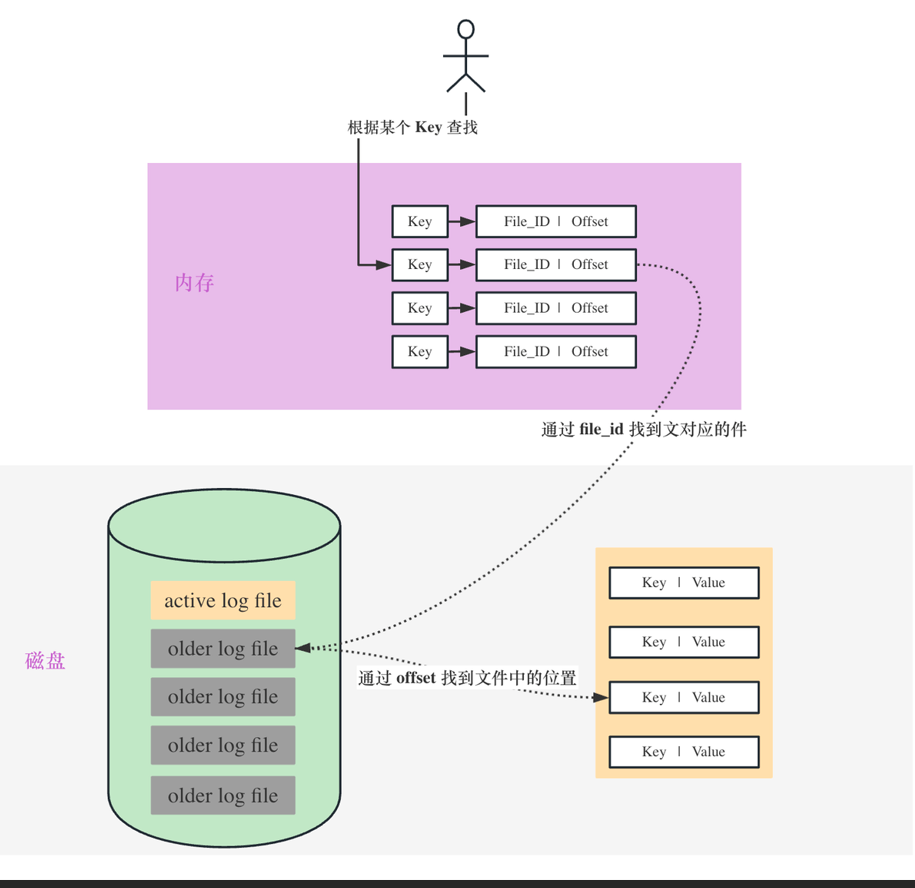 根据某个 Key 查找
Key
File_ID | Offset
Key
File_ID | Offset
内存
Key
File_ID | Offset
Key
File_ID | Offset
通过 file_id 找到文对应的件
active log file
Key | Value
older log file
Key | Value
磁盘
通过 offset 找到文件中的位置
older log file
Key | Value
older log file
Key | Value
older log file